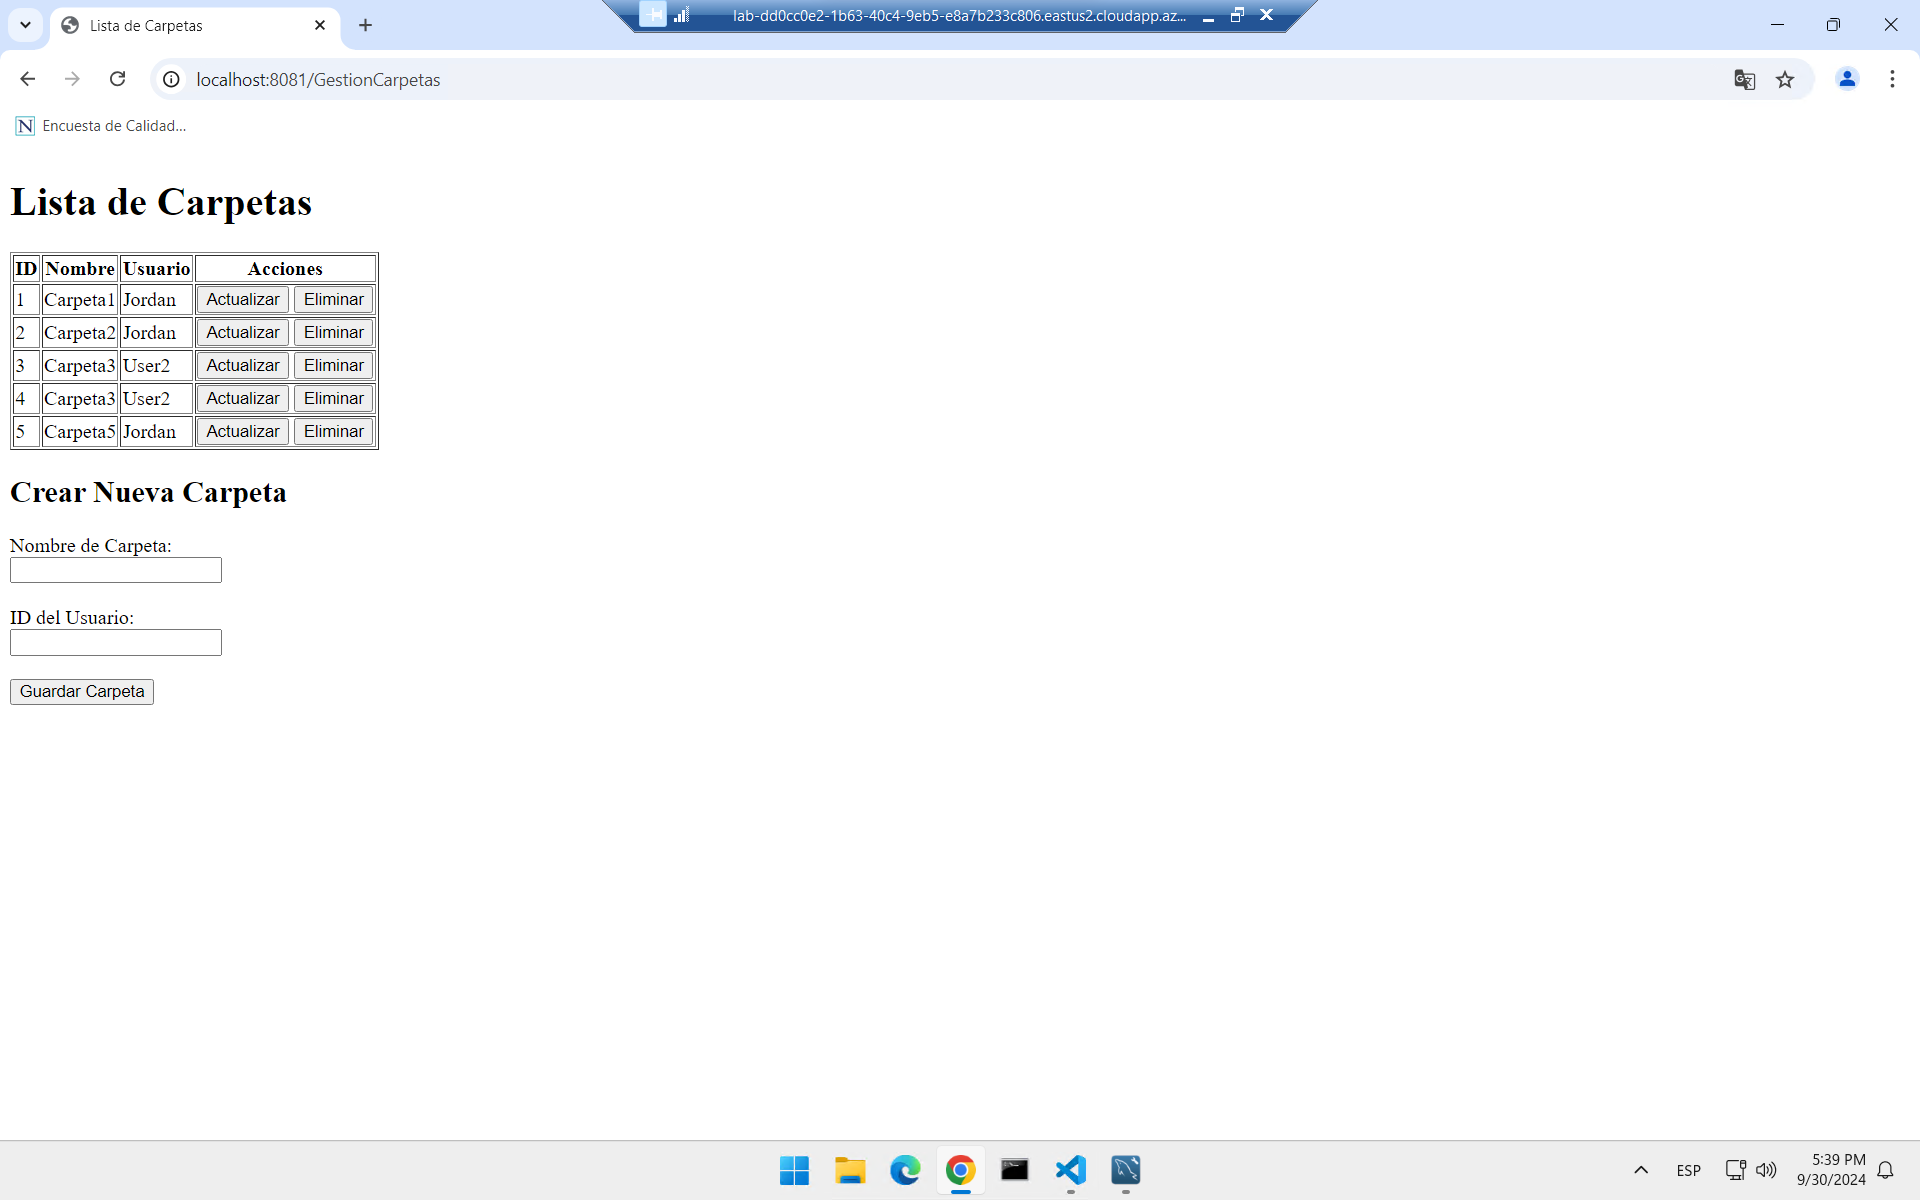 Lista de Carpetas
lab-dd0cc0e2-1b63-40c4-9eb5-e8a7b233c806.eastus2.cloudapp.az...
localhost:8081/GestionCarpetas
N Encuesta de Calidad...
Lista de Carpetas
ID Nombre Usuario Acciones
1 Carpeta1 Jordan Actualizar Eliminar
2 Carpeta2 Jordan Actualizar Eliminar
3 Carpeta3 User2 Actualizar Eliminar
4 Carpeta3 User2 Actualizar Eliminar
5 Carpeta5 Jordan Actualizar Eliminar
Crear Nueva Carpeta
Nombre de Carpeta:
ID del Usuario:
Guardar Carpeta
ESP
5:39 PM
9/30/2024